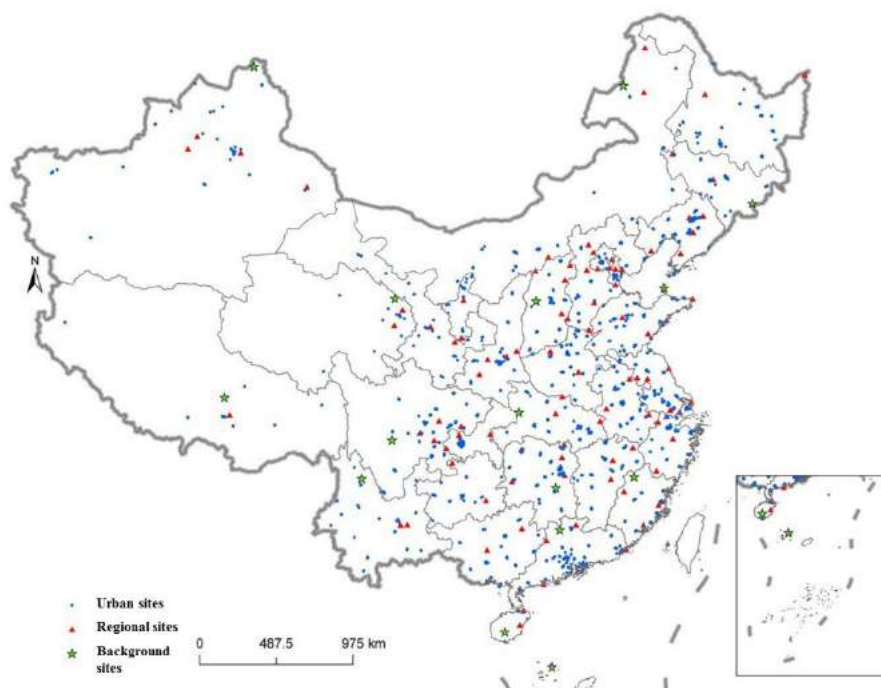 N
Urban sites
Regional sites
Background
sites
0 487.5 975 km